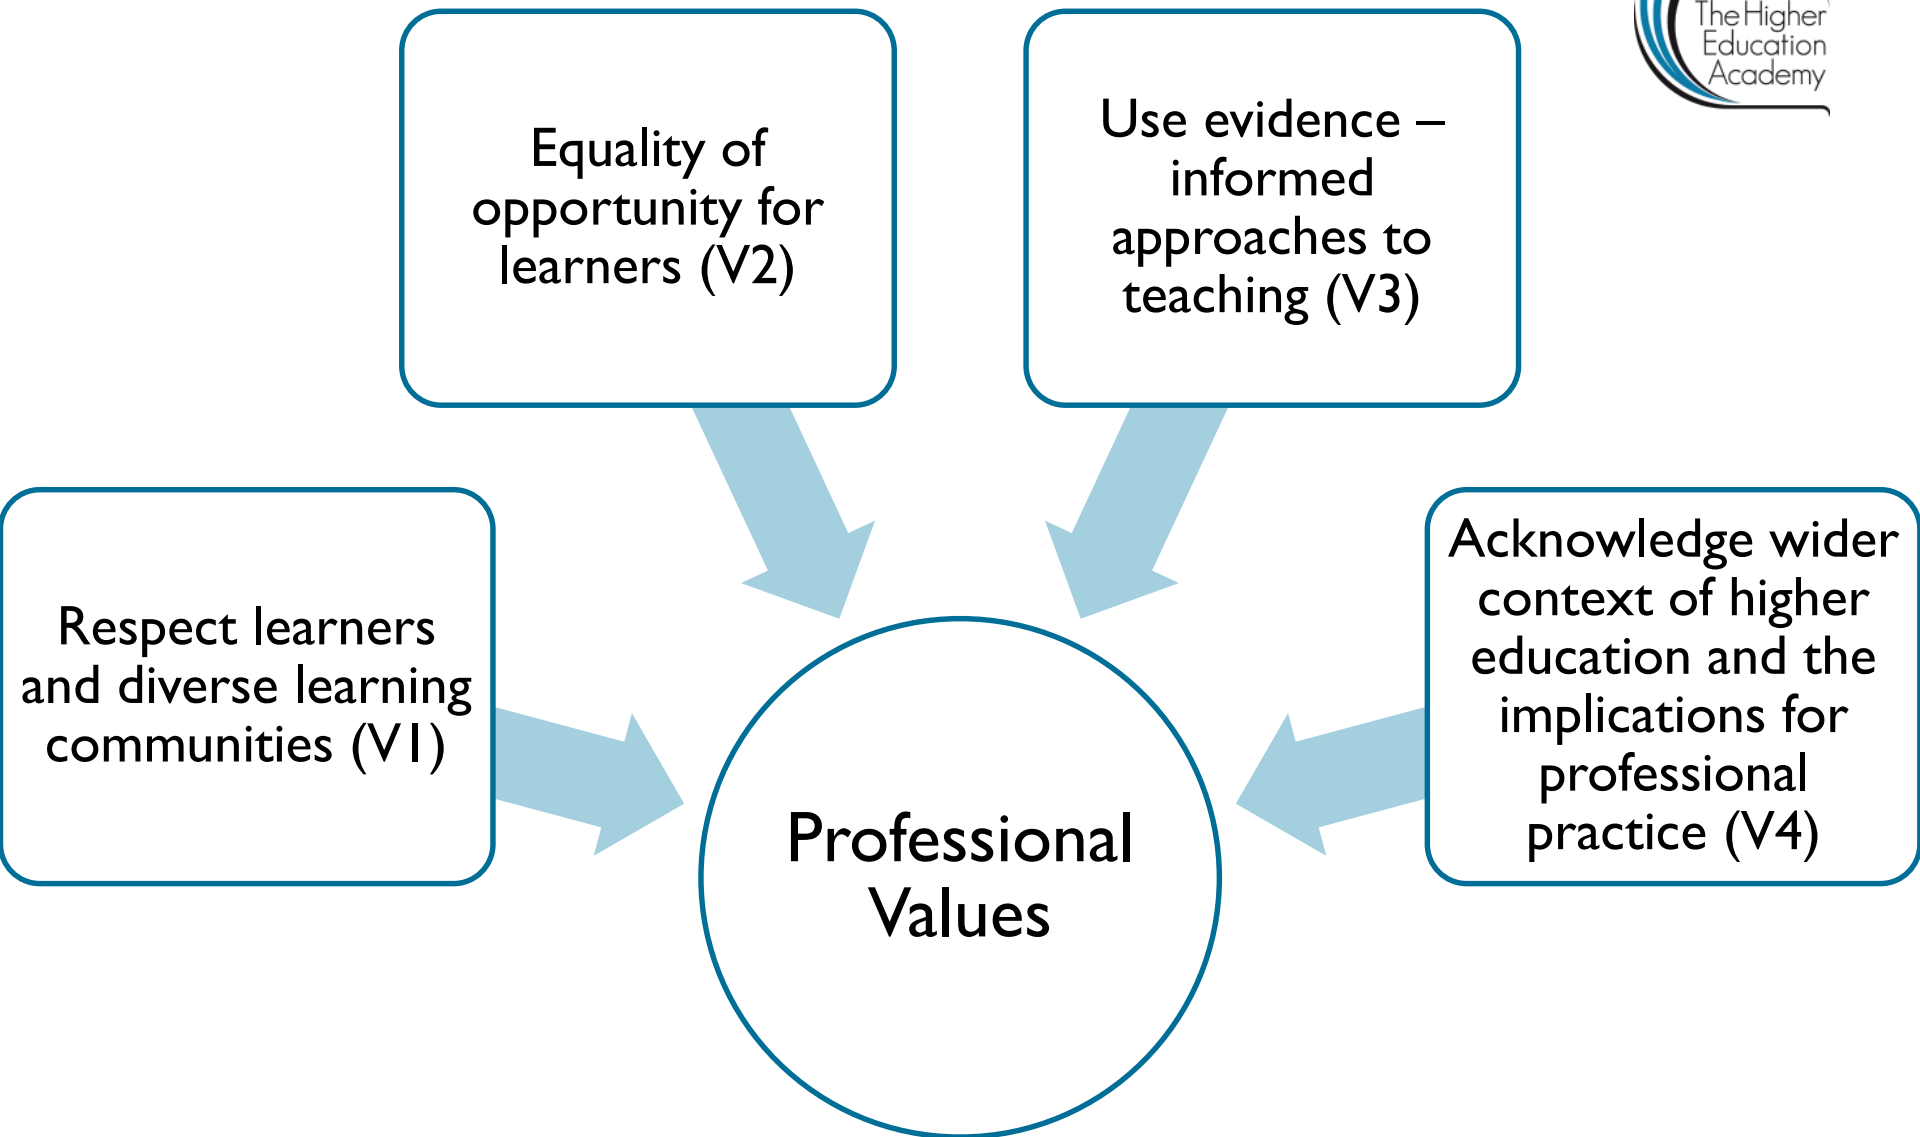 The Higher
Education
Academy
Equality of
opportunity for
learners (V2)
Use evidence –
informed
approaches to
teaching (V3)
Respect learners
and diverse learning
communities (V1)
Acknowledge wider
context of higher
education and the
implications for
professional
practice (V4)
Professional
Values